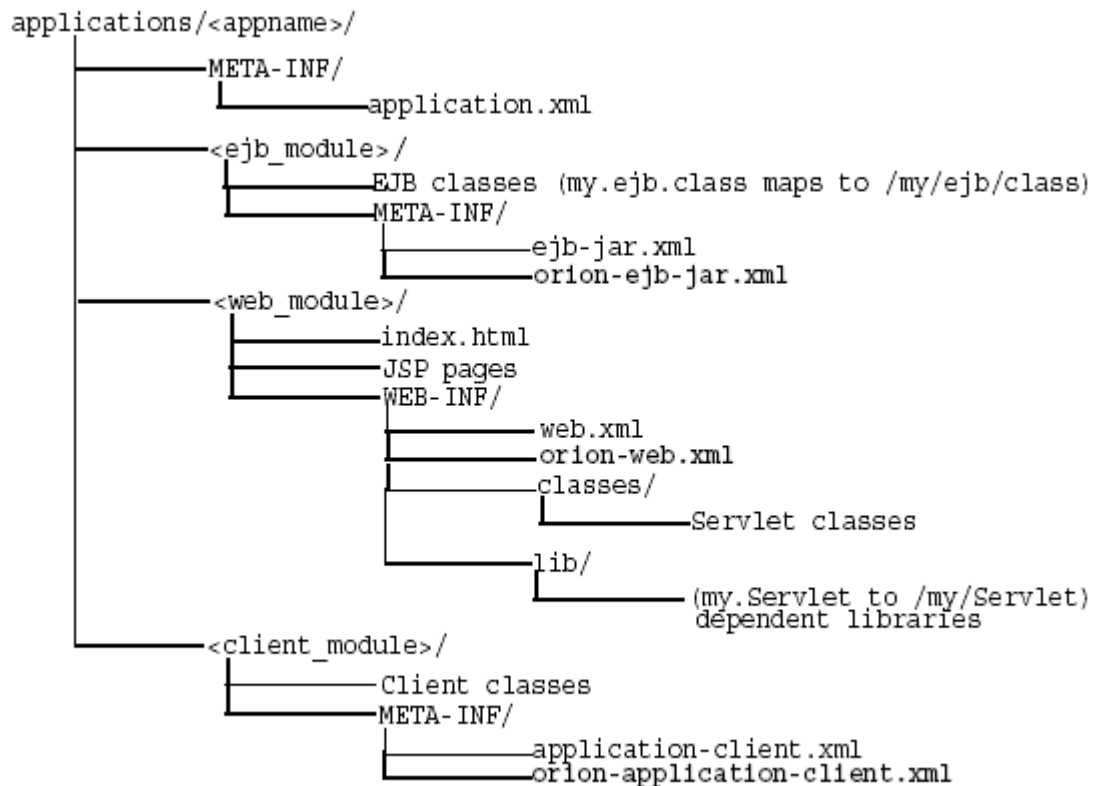 applications/<appname>/
META-INF/
application.xml
<ejb_module>/
EJB classes (my.ejb.class maps to /my/ejb/class)
META-INF/
ejb-jar.xml
orion-ejb-jar.xml
<web_module>/
index.html
JSP pages
WEB-INF/
web.xml
orion-web.xml
classes/
Servlet classes
lib/
(my.Servlet to /my/Servlet)
dependent libraries
<client_module>/
Client classes
META-INF/
application-client.xml
orion-application-client.xml